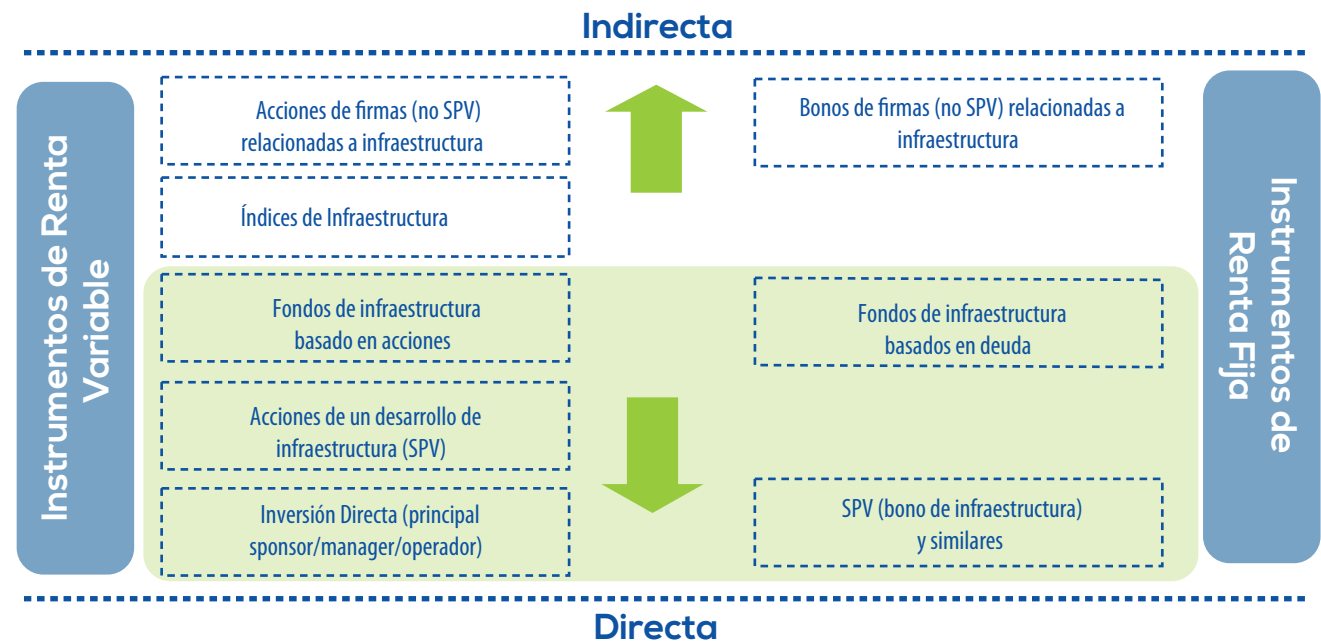 Indirecta
Instrumentos de Renta
Variable
Acciones de firmas (no SPV)
relacionadas a infraestructura
Índices de Infraestructura
Fondos de infraestructura
basado en acciones
Acciones de un desarrollo de
infraestructura (SPV)
Inversión Directa (principal
sponsor/manager/operador)
Bonos de firmas (no SPV) relacionadas a
infraestructura
Fondos de infraestructura
basados en deuda
SPV (bono de infraestructura)
y similares
Instrumentos de
Renta Fija
Directa